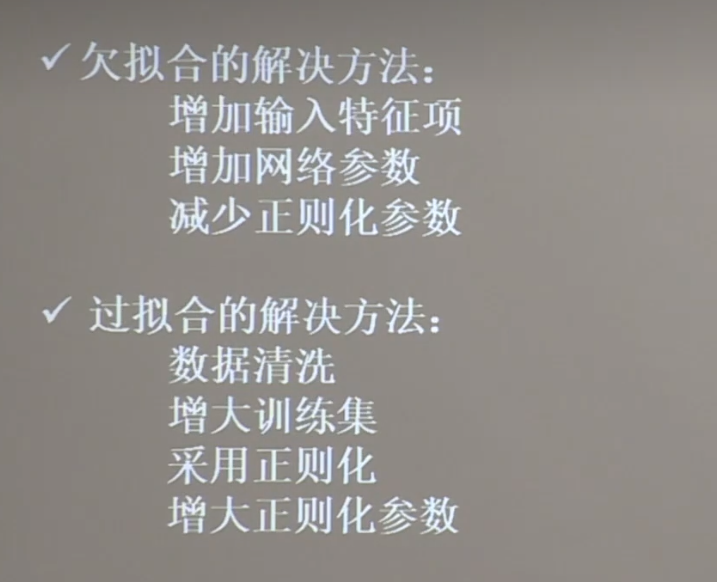 ✓ 欠拟合的解决方法：
增加输入特征项
增加网络参数
减少正则化参数
✓ 过拟合的解决方法：
数据清洗
增大训练集
采用正则化
增大正则化参数